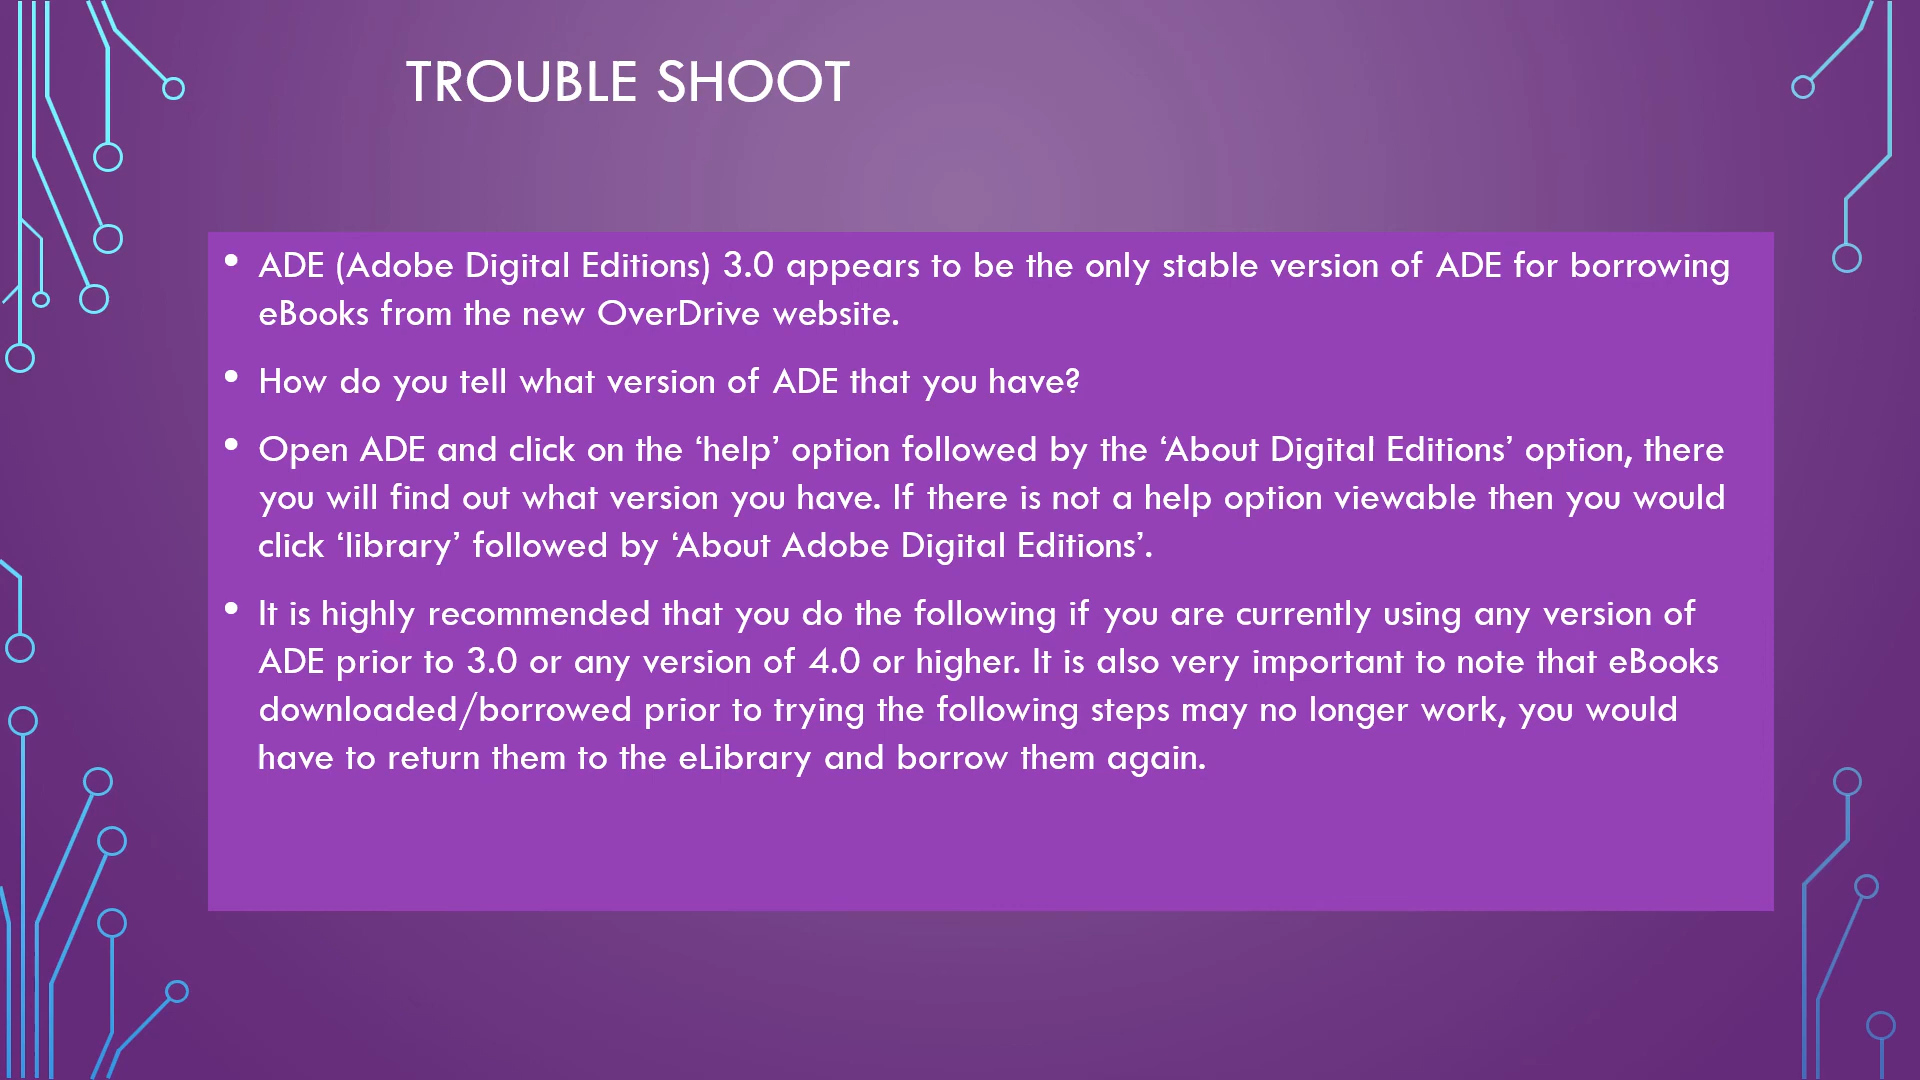 TROUBLE SHOOT
• ADE (Adobe Digital Editions) 3.0 appears to be the only stable version of ADE for borrowing
eBooks from the new OverDrive website.
• How do you tell what version of ADE that you have?
• Open ADE and click on the ‘help’ option followed by the ‘About Digital Editions’ option, there
you will find out what version you have. If there is not a help option viewable then you would
click ‘library’ followed by ‘About Adobe Digital Editions’.
• It is highly recommended that you do the following if you are currently using any version of
ADE prior to 3.0 or any version of 4.0 or higher. It is also very important to note that eBooks
downloaded/borrowed prior to trying the following steps may no longer work, you would
have to return them to the eLibrary and borrow them again.